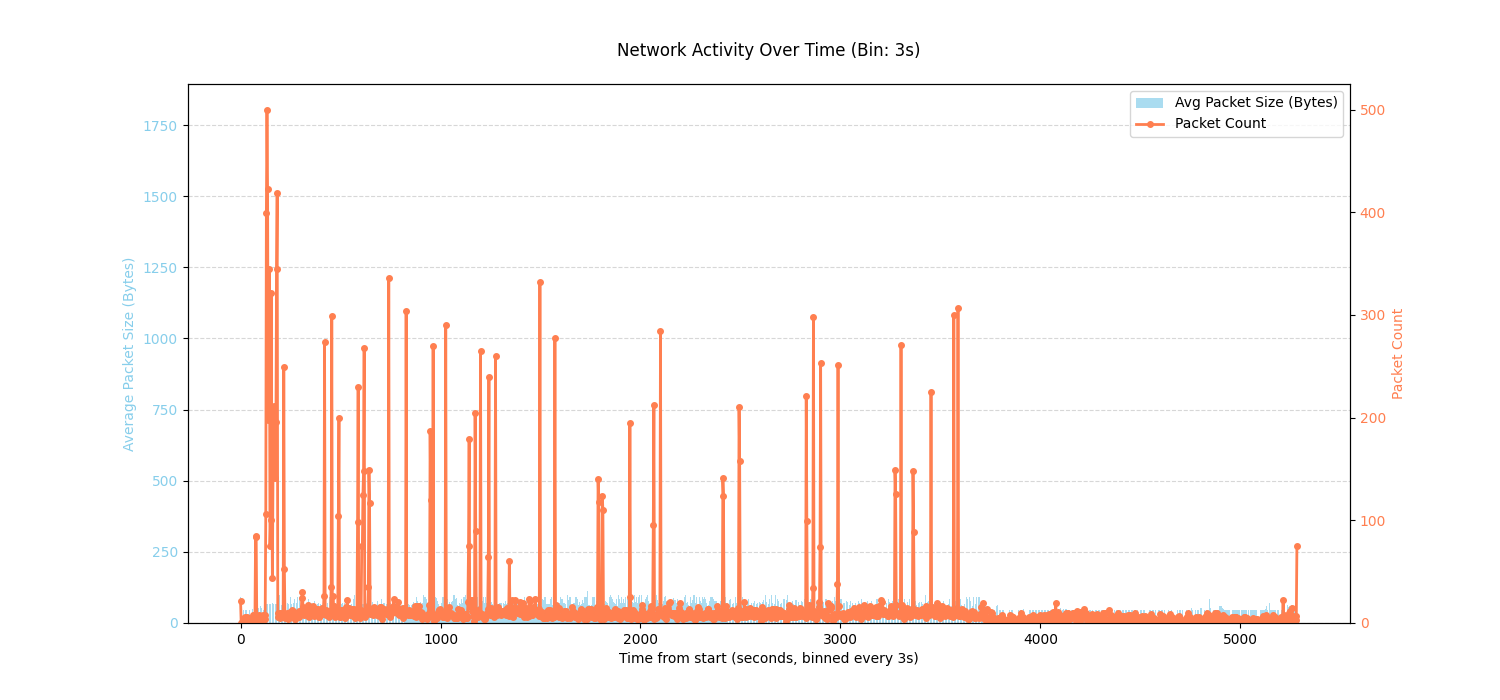 Network Activity Over Time (Bin: 3s)
Avg Packet Size (Bytes)
Packet Count
1750
1500
1250
1000
750
500
250
0
Average Packet Size (Bytes)
500
400
300
200
100
0
Packet Count
0 1000 2000 3000 4000 5000
Time from start (seconds, binned every 3s)